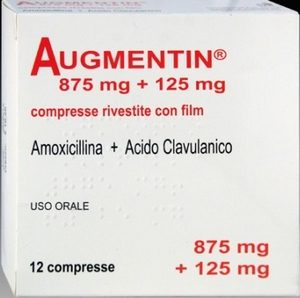 AUGMENTIN®
875 mg + 125 mg
compresse rivestite con film
Amoxicillina + Acido Clavulanico
USO ORALE
875 mg
12 compresse + 125 mg